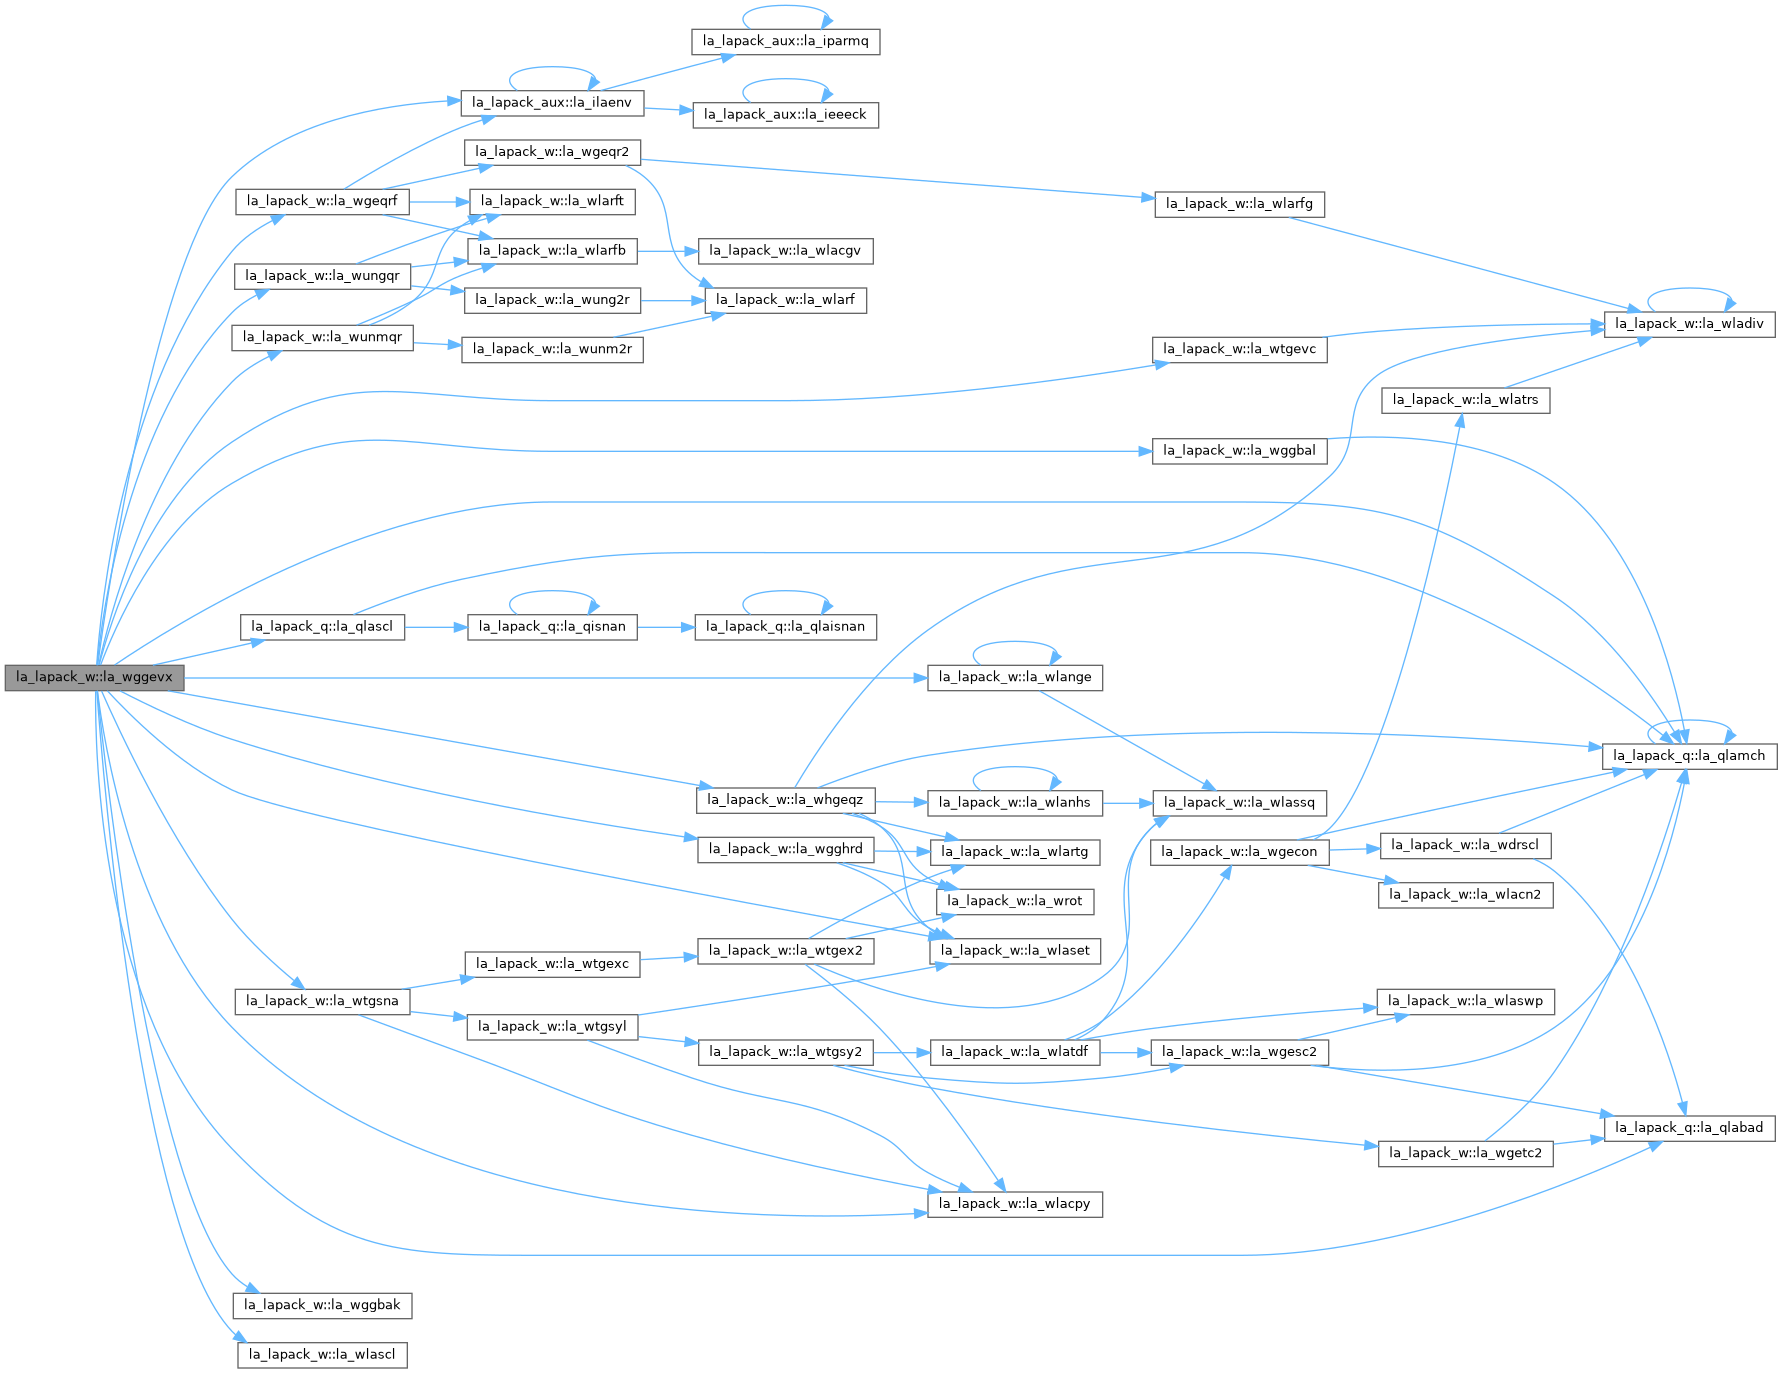 la_lapack_aux::la_iparmq
la_lapack_aux::la_ilaenv
la_lapack_aux::la_ieeeck
la_lapack_w::la_wgeqr2
la_lapack_w::la_wgeqrf
la_lapack_w::la_wlarft
la_lapack_w::la_wlarfg
la_lapack_w::la_wlarfb
la_lapack_w::la_wlacgv
la_lapack_w::la_wungqr
la_lapack_w::la_wung2r
la_lapack_w::la_wlarf
la_lapack_w::la_wladiv
la_lapack_w::la_wunmqr
la_lapack_w::la_wunm2r
la_lapack_w::la_wtgevc
la_lapack_w::la_wlatrs
la_lapack_w::la_wggbal
la_lapack_q::la_qlascl
la_lapack_q::la_qisnan
la_lapack_q::la_qlaisnan
la_lapack_w::la_wggevx
la_lapack_w::la_wlange
la_lapack_q::la_qlamch
la_lapack_w::la_whgeqz
la_lapack_w::la_wlanhs
la_lapack_w::la_wlassq
la_lapack_w::la_wgghrd
la_lapack_w::la_wlartg
la_lapack_w::la_wgecon
la_lapack_w::la_wdrscl
la_lapack_w::la_wrot
la_lapack_w::la_wlacn2
la_lapack_w::la_wtgex2
la_lapack_w::la_wlaset
la_lapack_w::la_wtgexc
la_lapack_w::la_wtgsna
la_lapack_w::la_wlaswp
la_lapack_w::la_wtgsyl
la_lapack_w::la_wtgsy2
la_lapack_w::la_wlatdf
la_lapack_w::la_wgesc2
la_lapack_q::la_qlabad
la_lapack_w::la_wgetc2
la_lapack_w::la_wlacpy
la_lapack_w::la_wggbak
la_lapack_w::la_wlascl